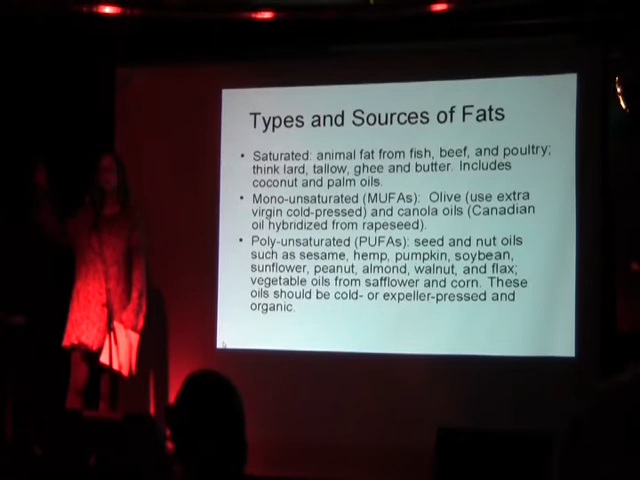 Types and Sources of Fats
• Saturated: animal fat from fish, beef, and poultry;
think lard, tallow, ghee and butter. Includes
coconut and palm oils.
• Mono-unsaturated (MUFAs): Olive (use extra
virgin cold-pressed) and canola oils (Canadian
oil hybridized from rapeseed).
• Poly-unsaturated (PUFAs): seed and nut oils
such as sesame, hemp, pumpkin, soybean,
sunflower, peanut, almond, walnut, and flax;
vegetable oils from safflower and corn. These
oils should be cold- or expeller-pressed and
organic.